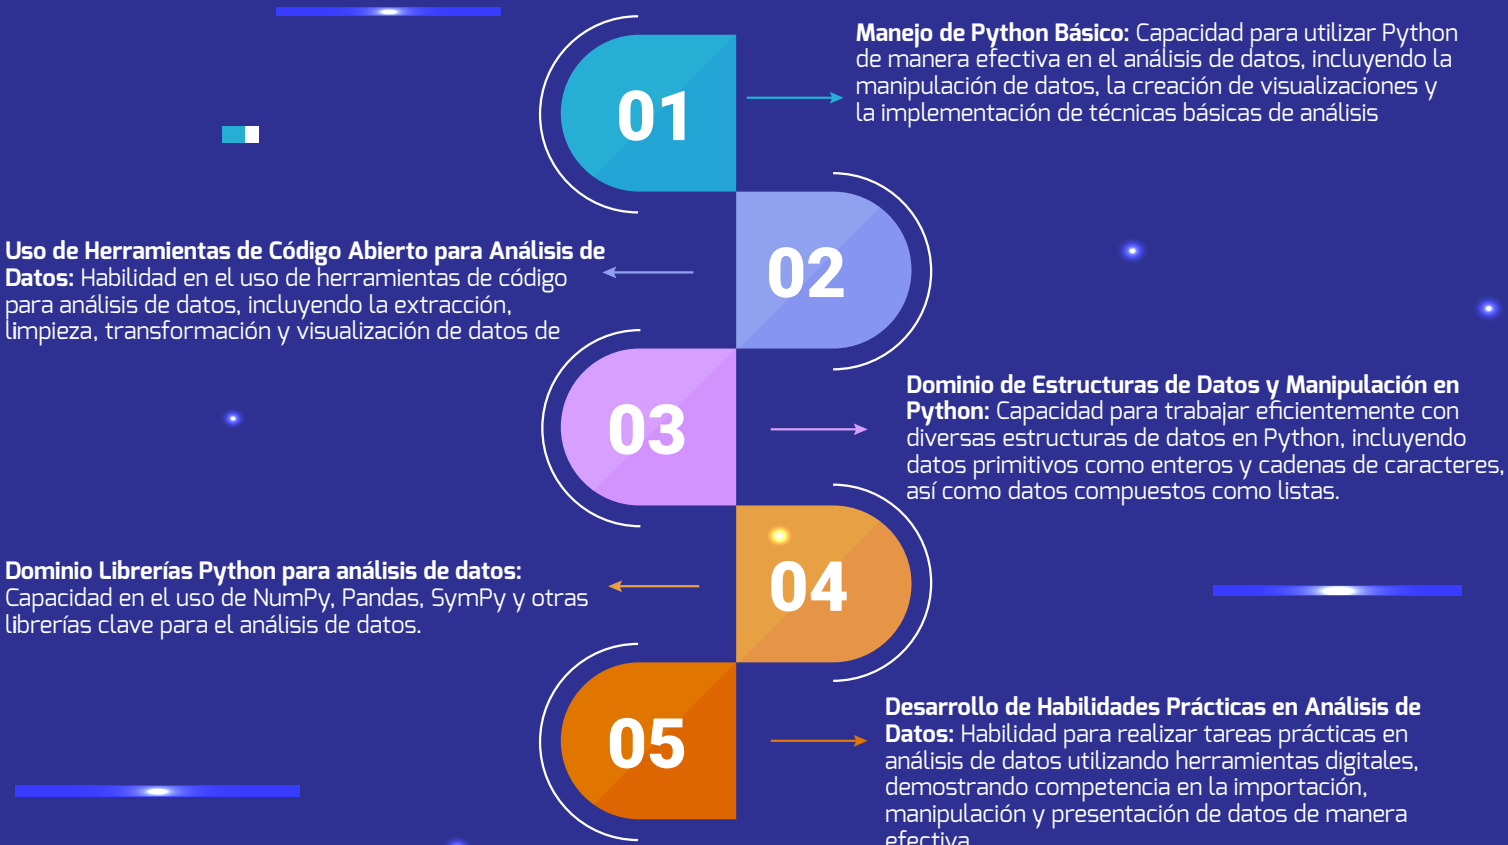 01
Manejo de Python Básico: Capacidad para utilizar Python
de manera efectiva en el análisis de datos, incluyendo la
manipulación de datos, la creación de visualizaciones y
la implementación de técnicas básicas de análisis
02
Uso de Herramientas de Código Abierto para Análisis de
Datos: Habilidad en el uso de herramientas de código
para análisis de datos, incluyendo la extracción,
limpieza, transformación y visualización de datos de
03
Dominio de Estructuras de Datos y Manipulación en
Python: Capacidad para trabajar eficientemente con
diversas estructuras de datos en Python, incluyendo
datos primitivos como enteros y cadenas de caracteres,
así como datos compuestos como listas.
04
Dominio Librerías Python para análisis de datos:
Capacidad en el uso de NumPy, Pandas, SymPy y otras
librerías clave para el análisis de datos.
05
Desarrollo de Habilidades Prácticas en Análisis de
Datos: Habilidad para realizar tareas prácticas en
análisis de datos utilizando herramientas digitales,
demostrando competencia en la importación,
manipulación y presentación de datos de manera
efectiva